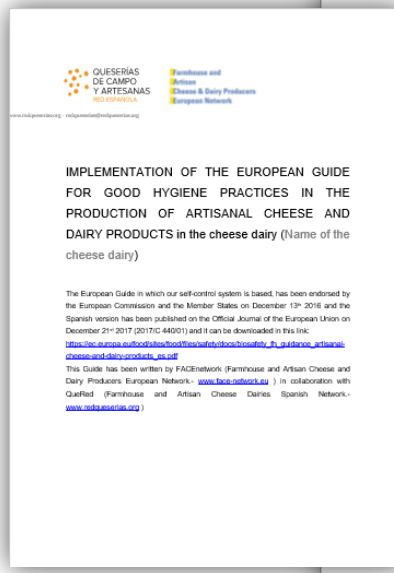 QUESERÍAS
DE CAMPO
Y ARTESANAS
RED ESPAÑOLA
Farmhouse and
Artisan
Cheese & Dairy Producers
European Network
www.redqueserias.org - redqueserias@redqueserias.org
IMPLEMENTATION OF THE EUROPEAN GUIDE
FOR GOOD HYGIENE PRACTICES IN THE
PRODUCTION OF ARTISANAL CHEESE AND
DAIRY PRODUCTS in the cheese dairy (Name of the
cheese dairy)
The European Guide in which our self-control system is based, has been endorsed by
the European Commission and the Member States on December 13th 2016 and the
Spanish version has been published on the Official Journal of the European Union on
December 21st 2017 (2017/C 440/01) and it can be downloaded in this link:
https://ec.europa.eu/food/sites/food/files/safety/docs/biosafety_fh_guidance_artisanal-
cheese-and-dairy-products_es.pdf
This Guide has been written by FACEnetwork (Farmhouse and Artisan Cheese and
Dairy Producers European Network.- www.face-network.eu ) in collaboration with
QueRed (Farmhouse and Artisan Cheese Dairies Spanish Network.-
www.redqueserias.org )